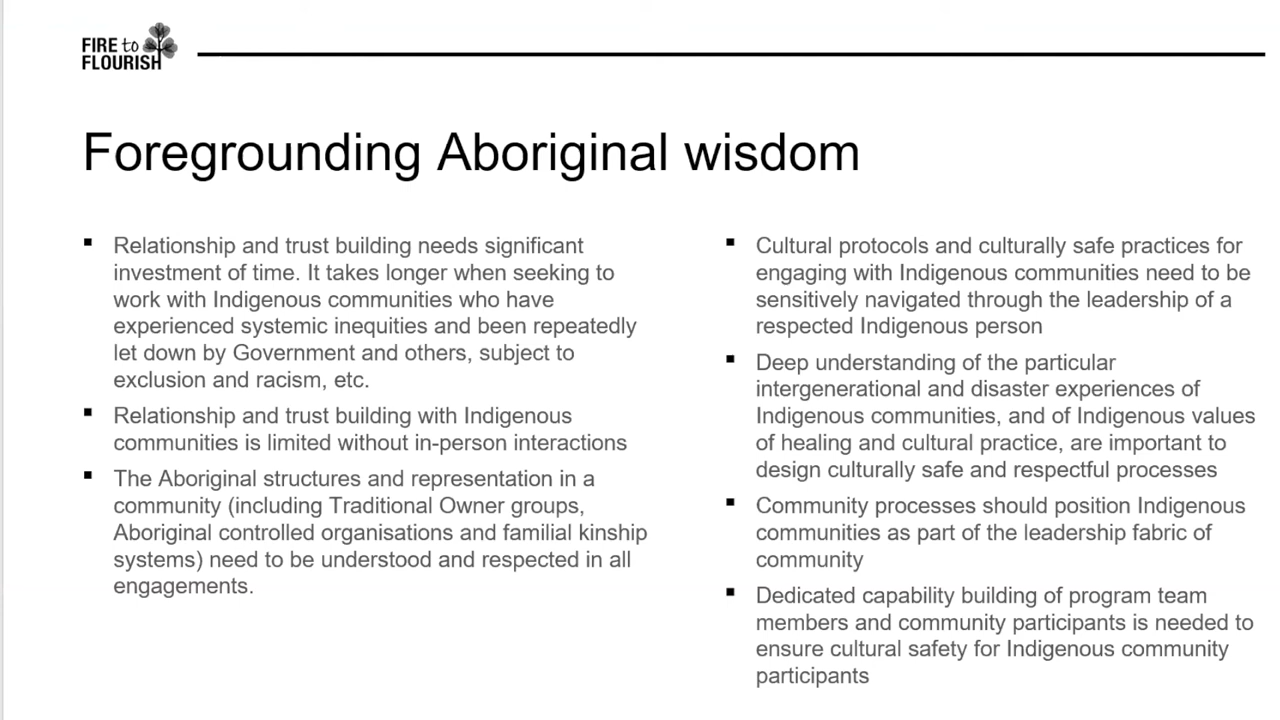 FIRE to
FLOURISH
Foregrounding Aboriginal wisdom
Relationship and trust building needs significant
investment of time. It takes longer when seeking to
work with Indigenous communities who have
experienced systemic inequities and been repeatedly
let down by Government and others, subject to
exclusion and racism, etc.
Relationship and trust building with Indigenous
communities is limited without in-person interactions
The Aboriginal structures and representation in a
community (including Traditional Owner groups,
Aboriginal controlled organisations and familial kinship
systems) need to be understood and respected in all
engagements.
Cultural protocols and culturally safe practices for
engaging with Indigenous communities need to be
sensitively navigated through the leadership of a
respected Indigenous person
Deep understanding of the particular
intergenerational and disaster experiences of
Indigenous communities, and of Indigenous values
of healing and cultural practice, are important to
design culturally safe and respectful processes
Community processes should position Indigenous
communities as part of the leadership fabric of
community
Dedicated capability building of program team
members and community participants is needed to
ensure cultural safety for Indigenous community
participants